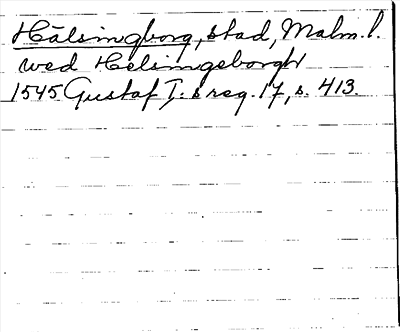 Hälsingborg, stad, Malm. l.
wed Helsingeborgh
1545 Gustaf I:s reg. 17, s. 413.